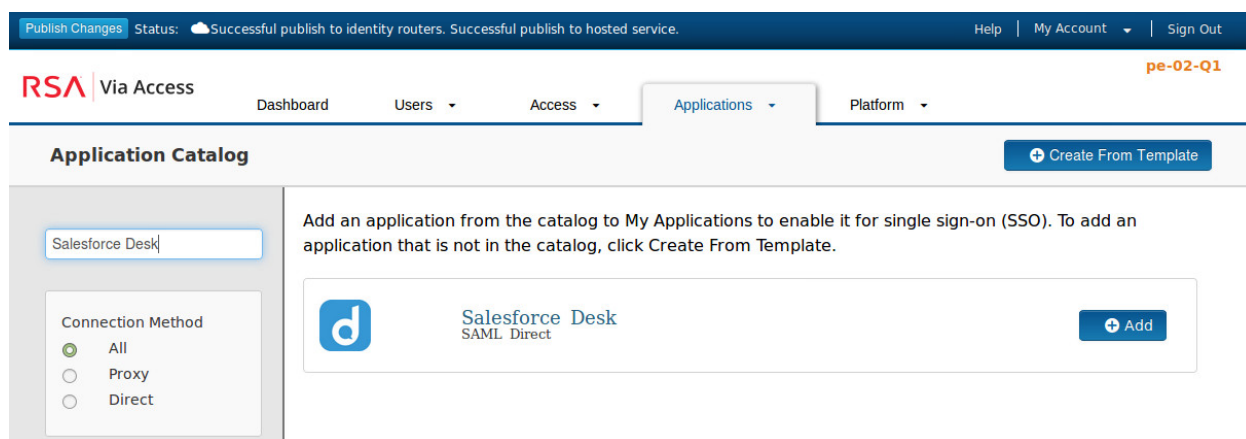 Publish Changes Status: Successful publish to identity routers. Successful publish to hosted service. Help | My Account | Sign Out
pe-02-Q1
RSA Via Access
Dashboard Users Access Applications Platform
Application Catalog
Create From Template
Salesforce Desk
Add an application from the catalog to My Applications to enable it for single sign-on (SSO). To add an
application that is not in the catalog, click Create From Template.
d
Salesforce Desk
SAML Direct
Add
Connection Method
All
Proxy
Direct